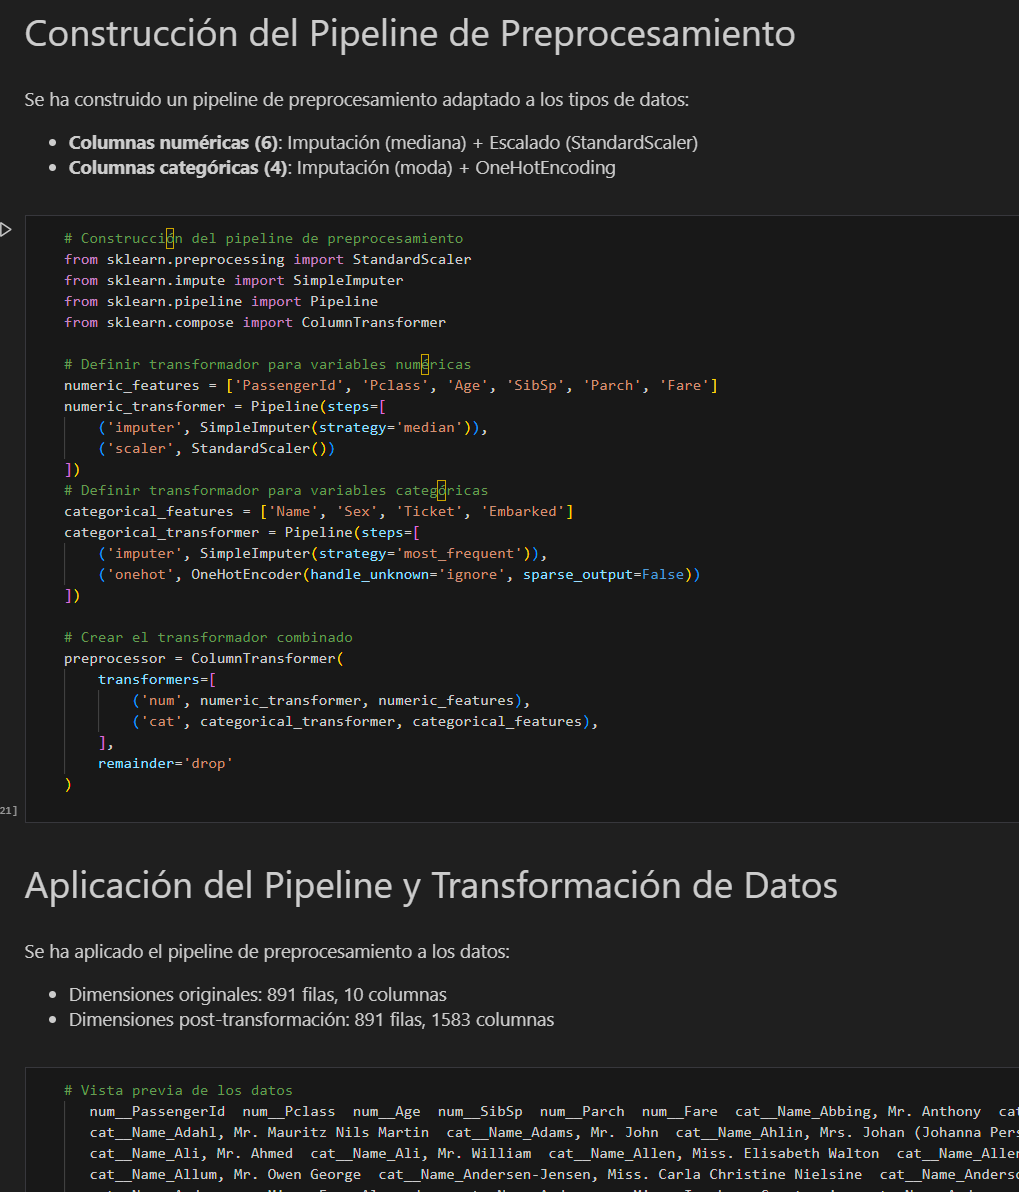 Construcción del Pipeline de Preprocesamiento
Se ha construido un pipeline de preprocesamiento adaptado a los tipos de datos:
• Columnas numéricas (6): Imputación (mediana) + Escalado (StandardScaler)
• Columnas categóricas (4): Imputación (moda) + OneHotEncoding
# Construcción del pipeline de preprocesamiento
from sklearn.preprocessing import StandardScaler
from sklearn.impute import SimpleImputer
from sklearn.pipeline import Pipeline
from sklearn.compose import ColumnTransformer
# Definir transformador para variables numéricas
numeric_features = ['PassengerId', 'Pclass', 'Age', 'SibSp', 'Parch', 'Fare']
numeric_transformer = Pipeline(steps=[
('imputer', SimpleImputer(strategy='median')),
('scaler', StandardScaler())
])
# Definir transformador para variables categóricas
categorical_features = ['Name', 'Sex', 'Ticket', 'Embarked']
categorical_transformer = Pipeline(steps=[
('imputer', SimpleImputer(strategy='most_frequent')),
('onehot', OneHotEncoder(handle_unknown='ignore', sparse_output=False))
])
# Crear el transformador combinado
preprocessor = ColumnTransformer(
transformers=[
('num', numeric_transformer, numeric_features),
('cat', categorical_transformer, categorical_features),
],
remainder='drop'
)
21]
Aplicación del Pipeline y Transformación de Datos
Se ha aplicado el pipeline de preprocesamiento a los datos:
• Dimensiones originales: 891 filas, 10 columnas
• Dimensiones post-transformación: 891 filas, 1583 columnas
# Vista previa de los datos
num__PassengerId num__Pclass num__Age num__SibSp num__Parch num__Fare cat__Name_Abbing, Mr. Anthony
cat__Name_Adahl, Mr. Mauritz Nils Martin cat__Name_Adams, Mr. John cat__Name_Ahlin, Mrs. Johan (Johanna Pers
cat__Name_Ali, Mr. Ahmed cat__Name_Ali, Mr. William cat__Name_Allen, Miss. Elisabeth Walton cat__Name_Aller
cat__Name_Allum, Mr. Owen George cat__Name_Andersen-Jensen, Miss. Carla Christine Nielsine cat__Name_Anderso